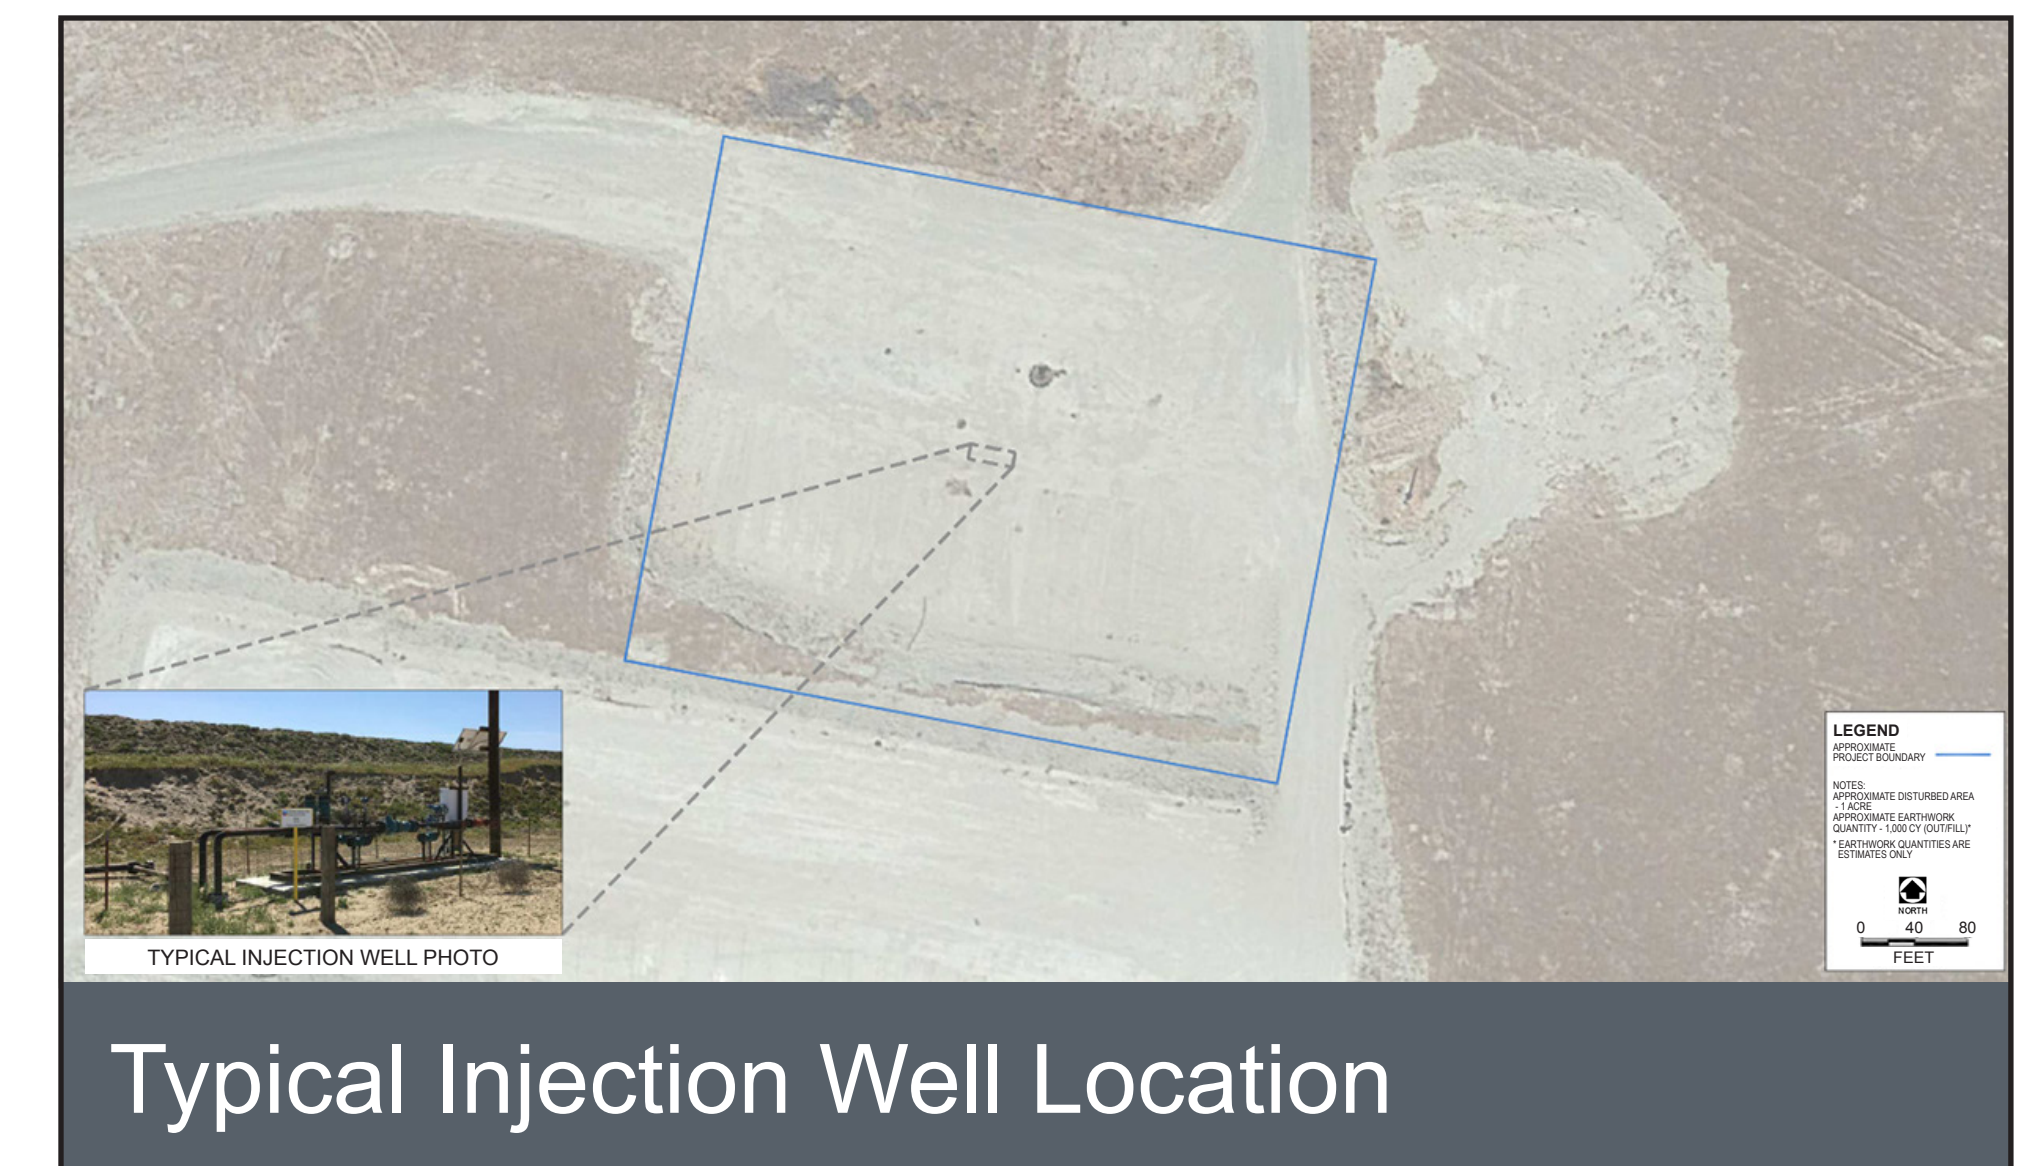 LEGEND
APPROXIMATE
PROJECT BOUNDARY
NOTES:
APPROXIMATE DISTURBED AREA
- 1 ACRE
APPROXIMATE EARTHWORK
QUANTITY - 1,000 CY (OUT/FILL)*
* EARTHWORK QUANTITIES ARE
ESTIMATES ONLY
NORTH
0 40 80
FEET
TYPICAL INJECTION WELL PHOTO
Typical Injection Well Location